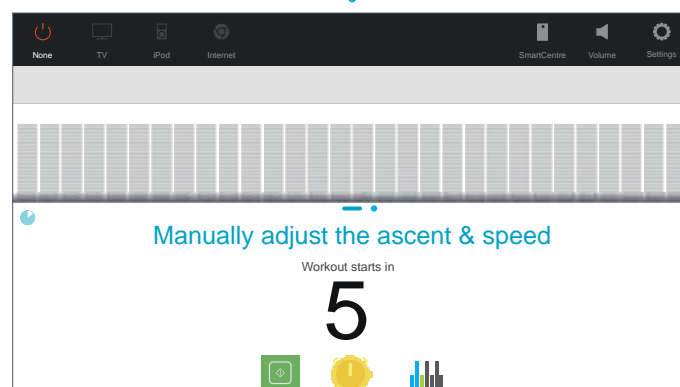 None TV iPod Internet SmartCentre Volume Settings
Manually adjust the ascent & speed
Workout starts in
5